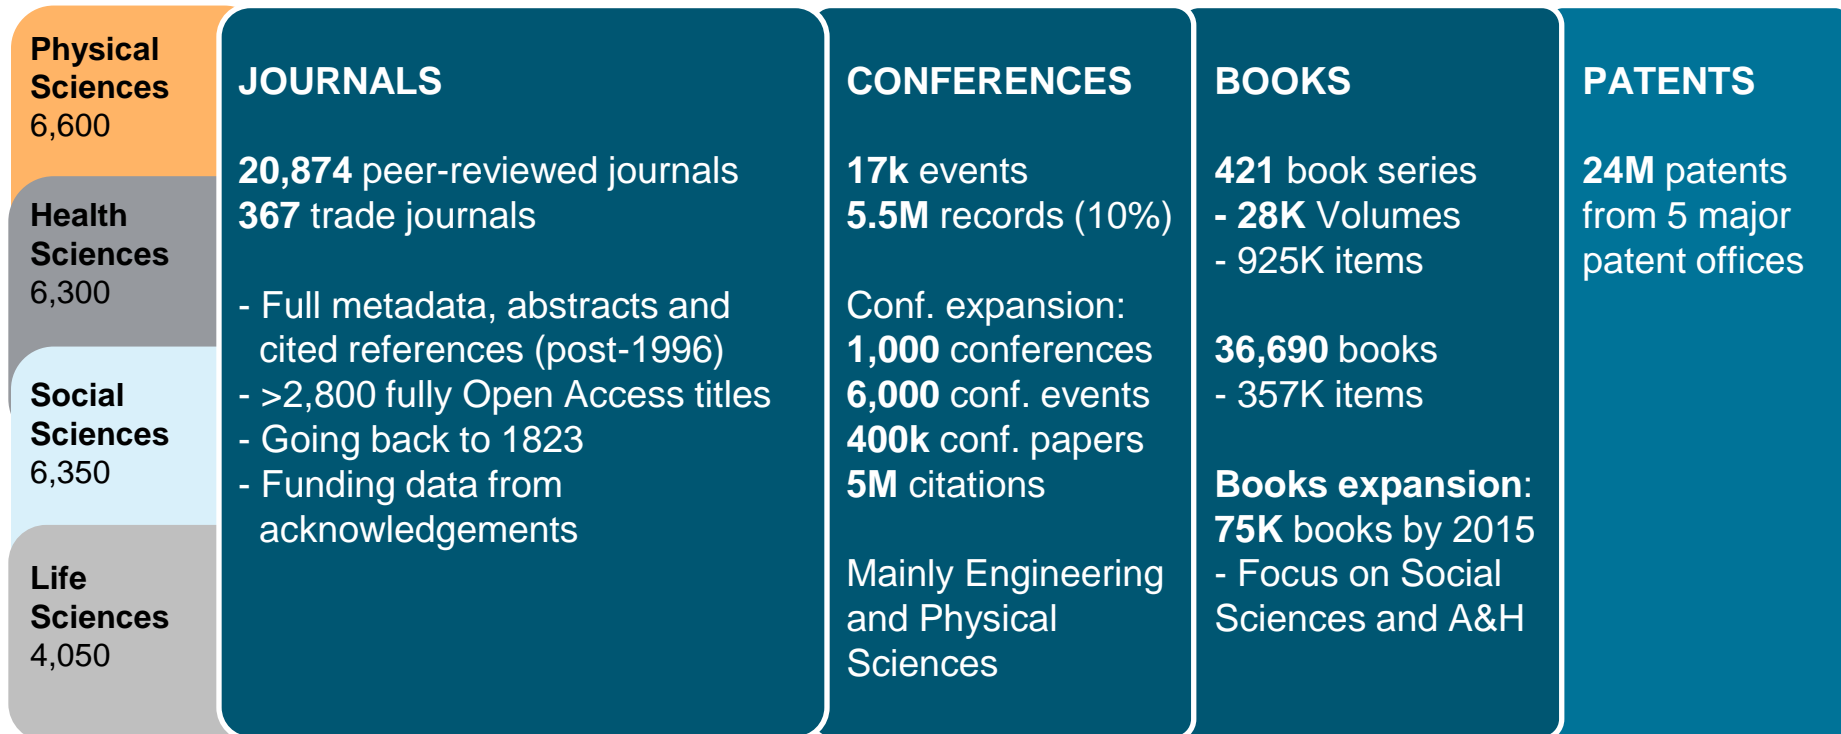 Physical
Sciences
6,600
Health
Sciences
6,300
Social
Sciences
6,350
Life
Sciences
4,050
JOURNALS
20,874 peer-reviewed journals
367 trade journals
- Full metadata, abstracts and
cited references (post-1996)
- >2,800 fully Open Access titles
- Going back to 1823
- Funding data from
acknowledgements
CONFERENCES
17k events
5.5M records (10%)
Conf. expansion:
1,000 conferences
6,000 conf. events
400k conf. papers
5M citations
Mainly Engineering
and Physical
Sciences
BOOKS
421 book series
- 28K Volumes
- 925K items
36,690 books
- 357K items
Books expansion:
75K books by 2015
- Focus on Social
Sciences and A&H
PATENTS
24M patents
from 5 major
patent offices